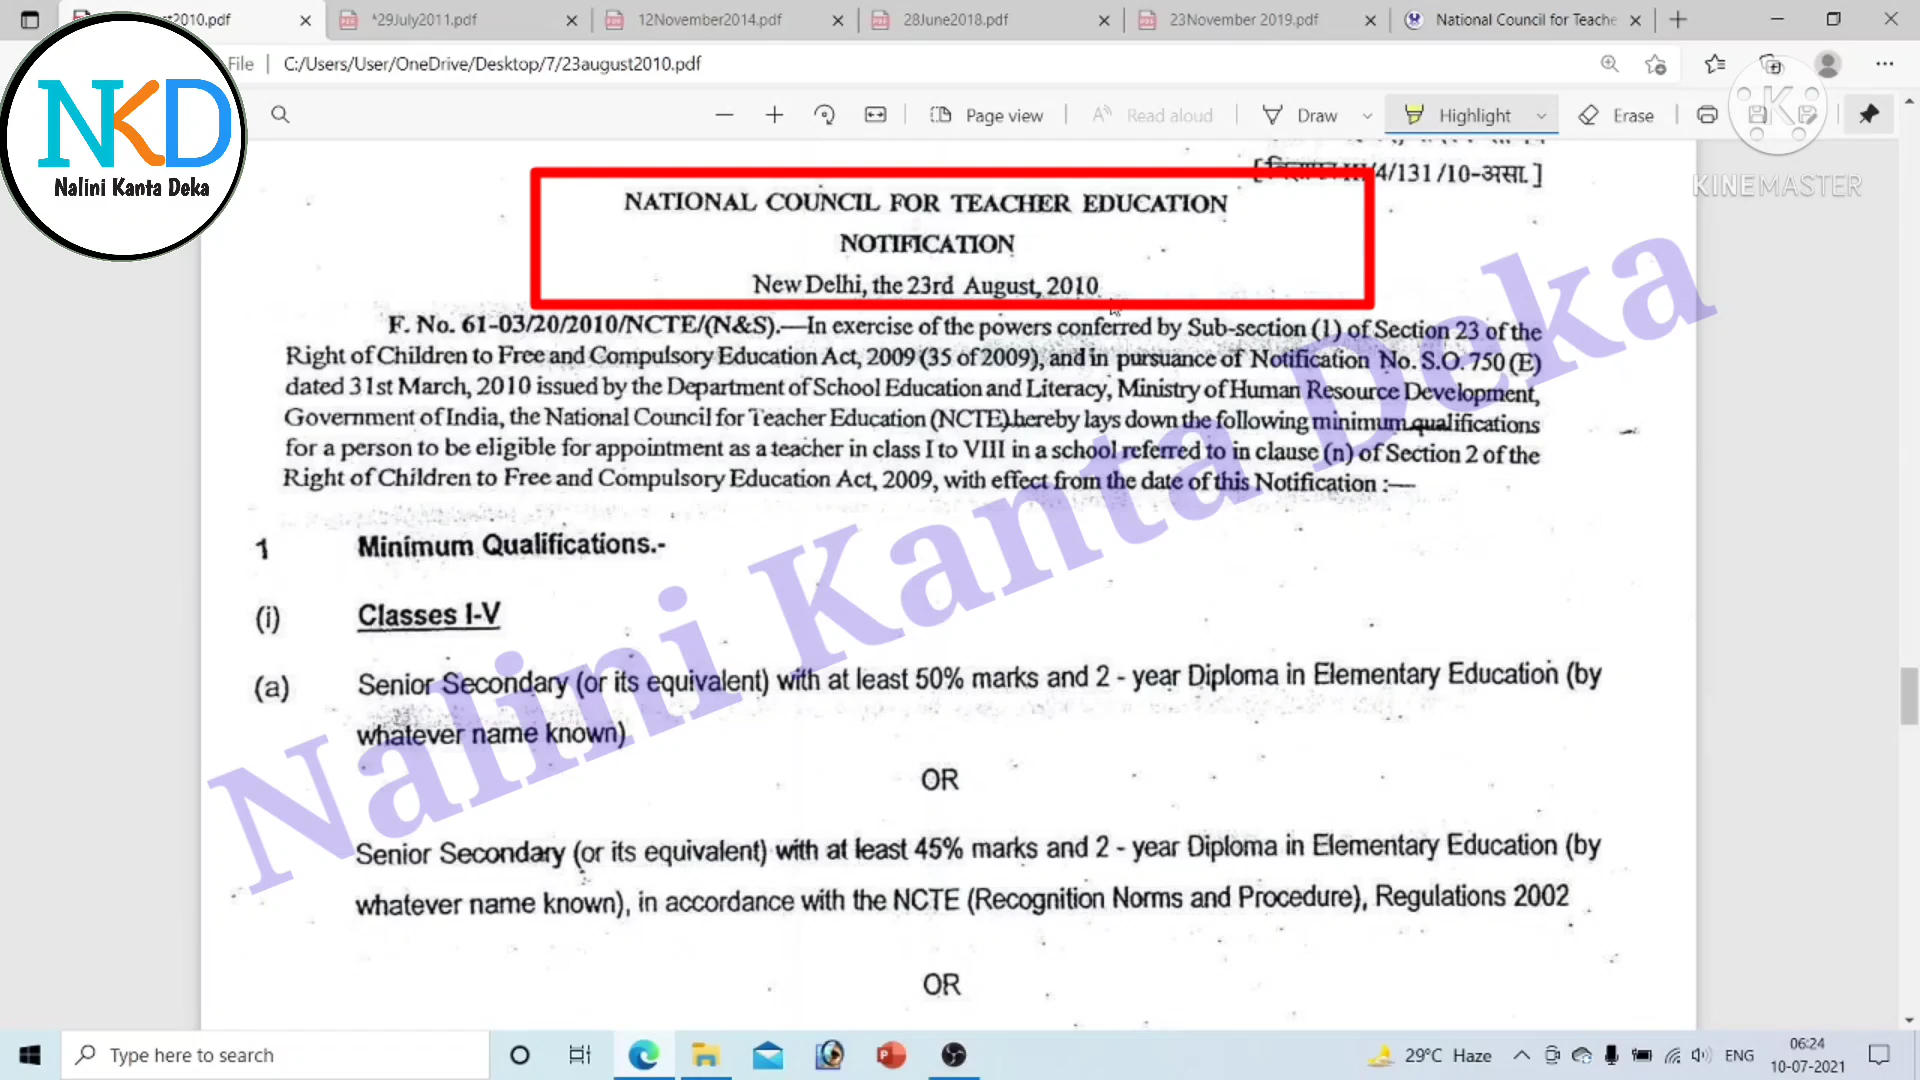 2010.pdf
*29July2011.pdf
12November2014.pdf
28June2018.pdf
23November 2019.pdf
National Council for Teache
File
C:/Users/User/OneDrive/Desktop/7/23august2010.pdf
NKD
Nalini Kanta Deka
Page view
Read aloud
Draw
Highlight
Erase
K
KINEMASTER
/4/131/10-असा.]
NATIONAL COUNCIL FOR TEACHER EDUCATION
NOTIFICATION
New Delhi, the 23rd August, 2010
F. No. 61-03/20/2010/NCTE/(N&S).—In exercise of the powers conferred by Sub-section (1) of Section 23 of the
Right of Children to Free and Compulsory Education Act, 2009 (35 of 2009), and in pursuance of Notification No. S.O. 750 (E)
dated 31st March, 2010 issued by the Department of School Education and Literacy, Ministry of Human Resource Development,
Government of India, the National Council for Teacher Education (NCTE) hereby lays down the following minimum qualifications
for a person to be eligible for appointment as a teacher in class I to VIII in a school referred to in clause (n) of Section 2 of the
Right of Children to Free and Compulsory Education Act, 2009, with effect from the date of this Notification :—
1 Minimum Qualifications.-
(i) Classes I-V
(a) Senior Secondary (or its equivalent) with at least 50% marks and 2 - year Diploma in Elementary Education (by
whatever name known)
OR
Senior Secondary (or its equivalent) with at least 45% marks and 2 - year Diploma in Elementary Education (by
whatever name known), in accordance with the NCTE (Recognition Norms and Procedure), Regulations 2002
OR
Nalini Kanta Deka
Type here to search
29°C Haze
ENG
06:24
10-07-2021